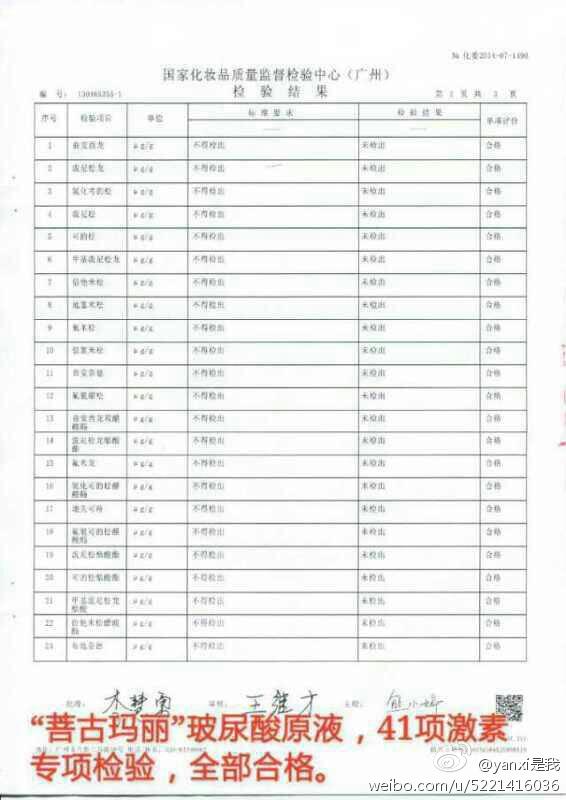 № 化委2014-07-1490
国家化妆品质量监督检验中心（广州）
检 验 结 果
编 号：
第 2 页 共 3 页
序号 检验项目 单位 标准要求 检验结果 单项评价
1 曲安西龙 μg/g 不得检出 未检出 合格
2 泼尼松龙 μg/g 不得检出 未检出 合格
3 氢化可的松 μg/g 不得检出 未检出 合格
4 泼尼松 μg/g 不得检出 未检出 合格
5 可的松 μg/g 不得检出 未检出 合格
6 甲基泼尼松龙 μg/g 不得检出 未检出 合格
7 倍他米松 μg/g 不得检出 未检出 合格
8 地塞米松 μg/g 不得检出 未检出 合格
9 氟米松 μg/g 不得检出 未检出 合格
10 倍氯米松 μg/g 不得检出 未检出 合格
11 曲安奈德 μg/g 不得检出 未检出 合格
12 氟氢缩松 μg/g 不得检出 未检出 合格
13 曲安西龙双醋酸酯 μg/g 不得检出 未检出 合格
14 泼尼松龙醋酸酯 μg/g 不得检出 未检出 合格
15 氟米龙 μg/g 不得检出 未检出 合格
16 氢化可的松醋酸酯 μg/g 不得检出 未检出 合格
17 地夫可特 μg/g 不得检出 未检出 合格
18 氟氢可的松醋酸酯 μg/g 不得检出 未检出 合格
19 泼尼松醋酸酯 μg/g 不得检出 未检出 合格
20 可的松醋酸酯 μg/g 不得检出 未检出 合格
21 甲基泼尼松龙醋酸酯 μg/g 不得检出 未检出 合格
22 倍他米松醋酸酯 μg/g 不得检出 未检出 合格
23 布地奈德 μg/g 不得检出 未检出 合格
批准： 审核： 主检：
“菩古玛丽”玻尿酸原液，41项激素
专项检验，全部合格。
@yanxi是我
weibo.com/u/5221416036